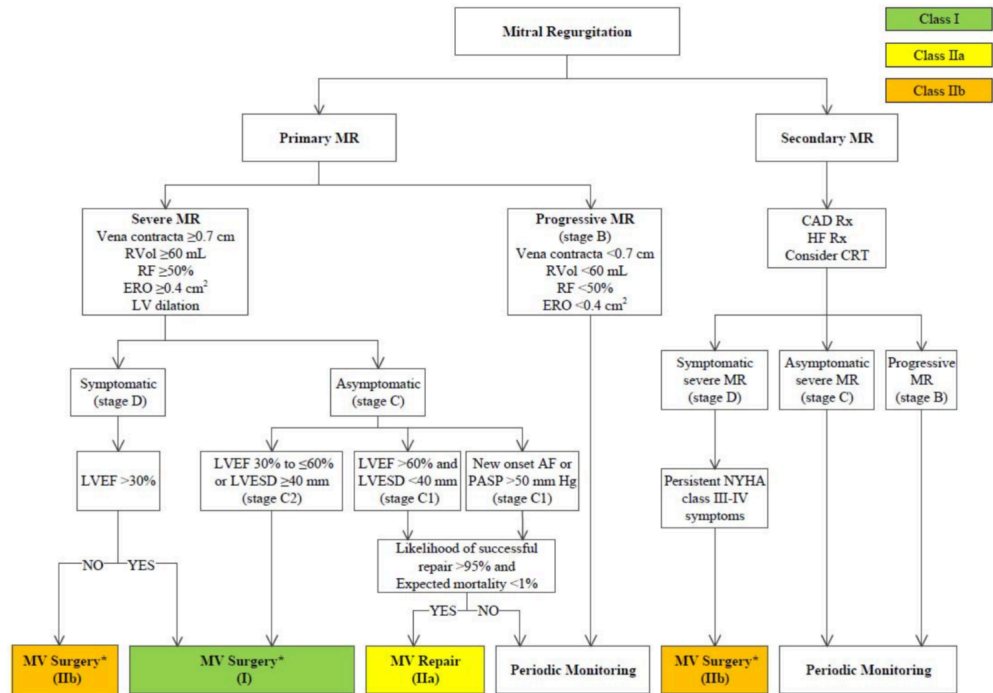 Mitral Regurgitation
Class I
Class IIa
Class IIb
Primary MR
Secondary MR
Severe MR
Vena contracta ≥0.7 cm
RVol ≥60 mL
RF ≥50%
ERO ≥0.4 cm²
LV dilation
Progressive MR
(stage B)
Vena contracta <0.7 cm
RVol <60 mL
RF <50%
ERO <0.4 cm²
CAD Rx
HF Rx
Consider CRT
Symptomatic
(stage D)
Asymptomatic
(stage C)
Symptomatic
severe MR
(stage D)
Asymptomatic
severe MR
(stage C)
Progressive
MR
(stage B)
LVEF >30%
LVEF 30% to ≤60%
or LVESD ≥40 mm
(stage C2)
LVEF >60% and
LVESD <40 mm
(stage C1)
New onset AF or
PASP >50 mm Hg
(stage C1)
Persistent NYHA
class III-IV
symptoms
Likelihood of successful
repair >95% and
Expected mortality <1%
NO
YES
YES
NO
MV Surgery*
(IIb)
MV Surgery*
(I)
MV Repair
(IIa)
Periodic Monitoring
MV Surgery*
(IIb)
Periodic Monitoring